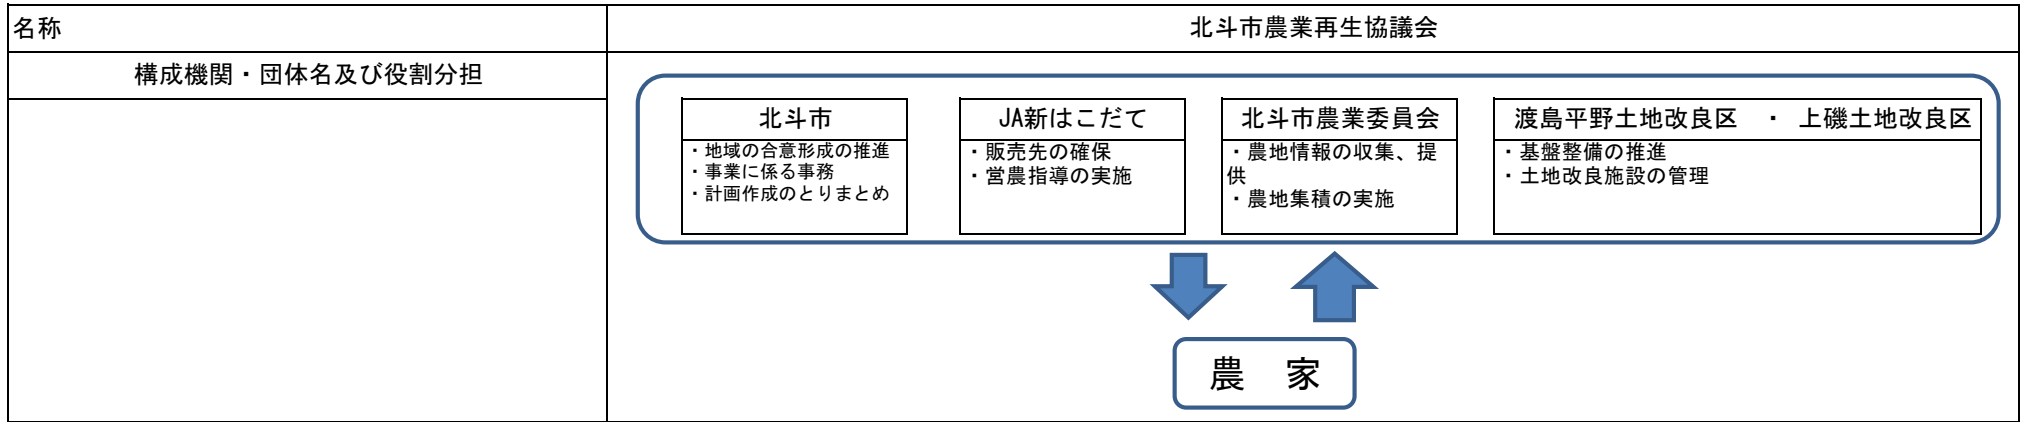 名称
北斗市農業再生協議会
構成機関・団体名及び役割分担
北斗市
・地域の合意形成の推進
・事業に係る事務
・計画作成のとりまとめ
JA新はこだて
・販売先の確保
・営農指導の実施
北斗市農業委員会
・農地情報の収集、提
供
・農地集積の実施
渡島平野土地改良区　・　上磯土地改良区
・基盤整備の推進
・土地改良施設の管理
農　家